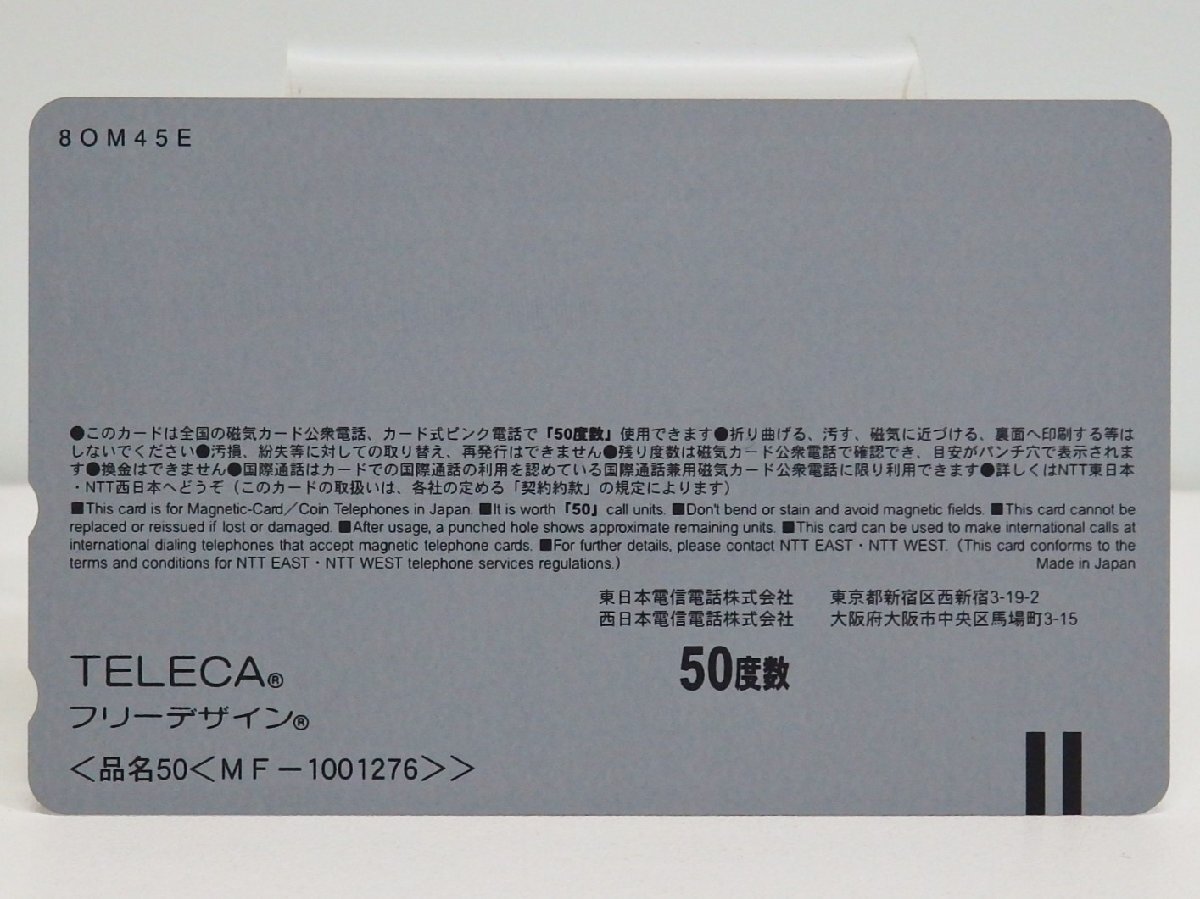 8OM45E
●このカードは全国の磁気カード公衆電話、カード式ピンク電話で「50度数」使用できます●折り曲げる、汚す、磁気に近づける、裏面へ印刷する等は
しないでください●汚損、紛失等に対しての取り替え、再発行はできません●残り度数は磁気カード公衆電話で確認でき、目安がパンチ穴で表示されま
す●換金はできません●国際通話はカードでの国際通話の利用を認めている国際通話兼用磁気カード公衆電話に限り利用できます●詳しくはNTT東日本
・NTT西日本へどうぞ（このカードの取扱いは、各社の定める「契約約款」の規定によります）
■This card is for Magnetic-Card／Coin Telephones in Japan. ■It is worth「50」call units. ■Don't bend or stain and avoid magnetic fields. ■This card cannot be
replaced or reissued if lost or damaged. ■After usage, a punched hole shows approximate remaining units. ■This card can be used to make international calls at
international dialing telephones that accept magnetic telephone cards. ■For further details, please contact NTT EAST・NTT WEST.（This card conforms to the
terms and conditions for NTT EAST・NTT WEST telephone services regulations.） Made in Japan
東日本電信電話株式会社 東京都新宿区西新宿3-19-2
西日本電信電話株式会社 大阪府大阪市中央区馬場町3-15
50度数
TELECA®
フリーデザイン®
＜品名50＜MF－1001276＞＞